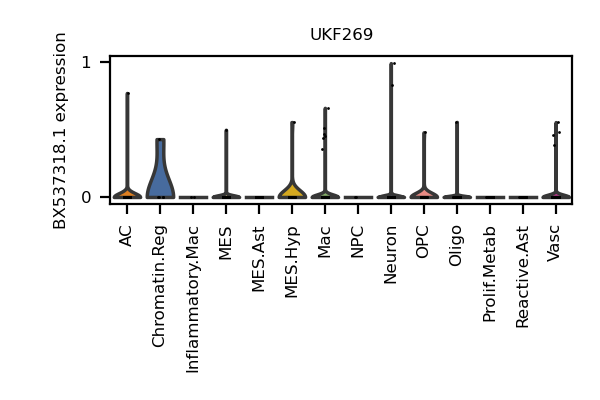 UKF269
BX537318.1 expression
1
0
AC
Chromatin.Reg
Inflammatory.Mac
MES
MES.Ast
MES.Hyp
Mac
NPC
Neuron
OPC
Oligo
Prolif.Metab
Reactive.Ast
Vasc